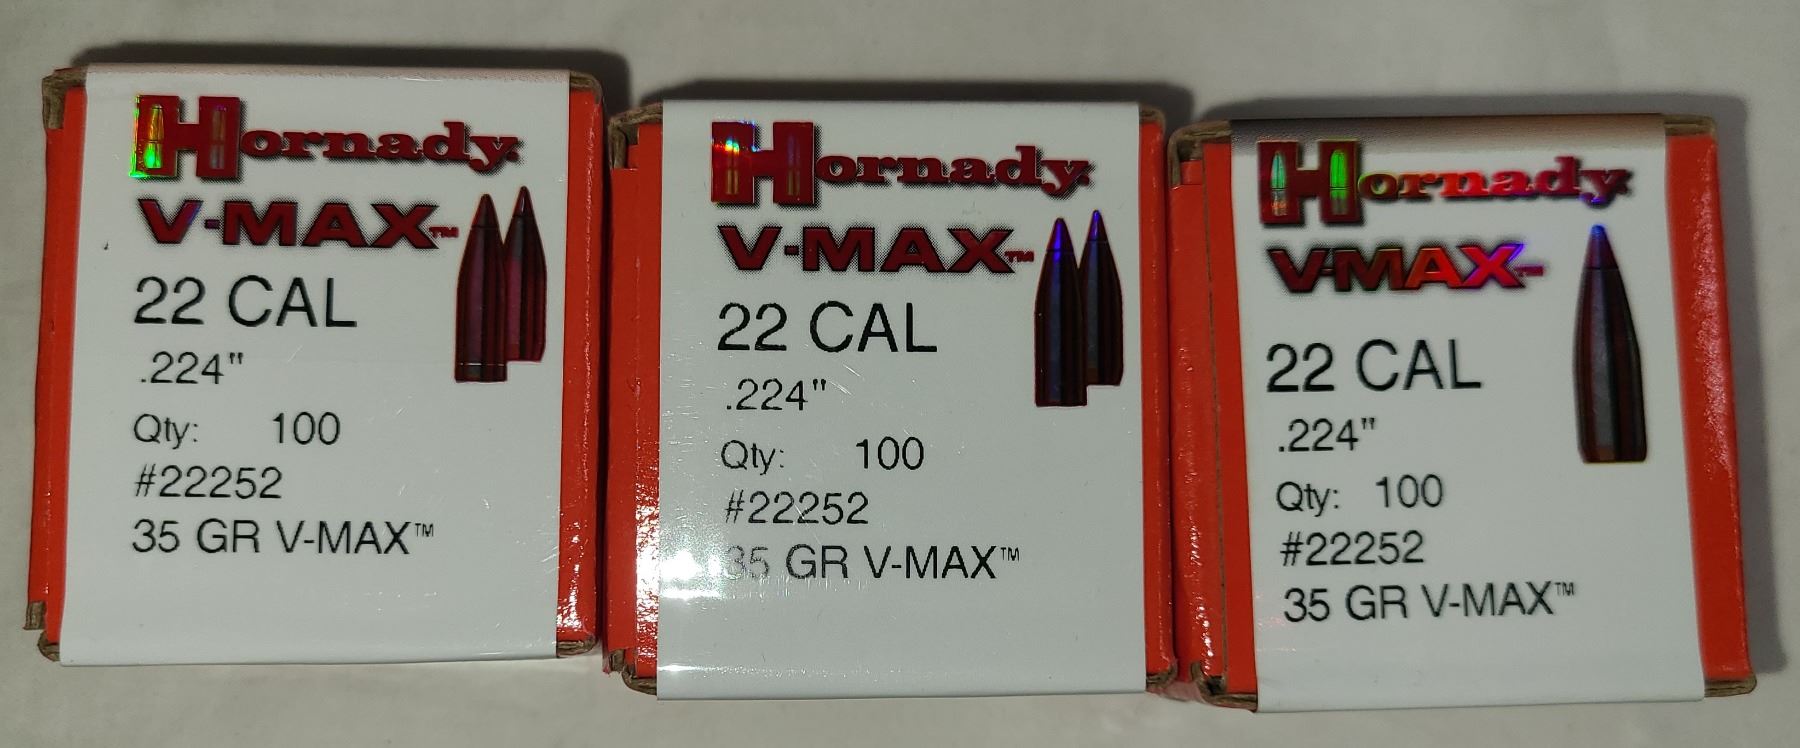 Hornady
V-MAX™
22 CAL
.224"
Qty: 100
#22252
35 GR V-MAX™
Hornady
V-MAX™
22 CAL
.224"
Qty: 100
#22252
35 GR V-MAX™
Hornady
V-MAX™
22 CAL
.224"
Qty: 100
#22252
35 GR V-MAX™